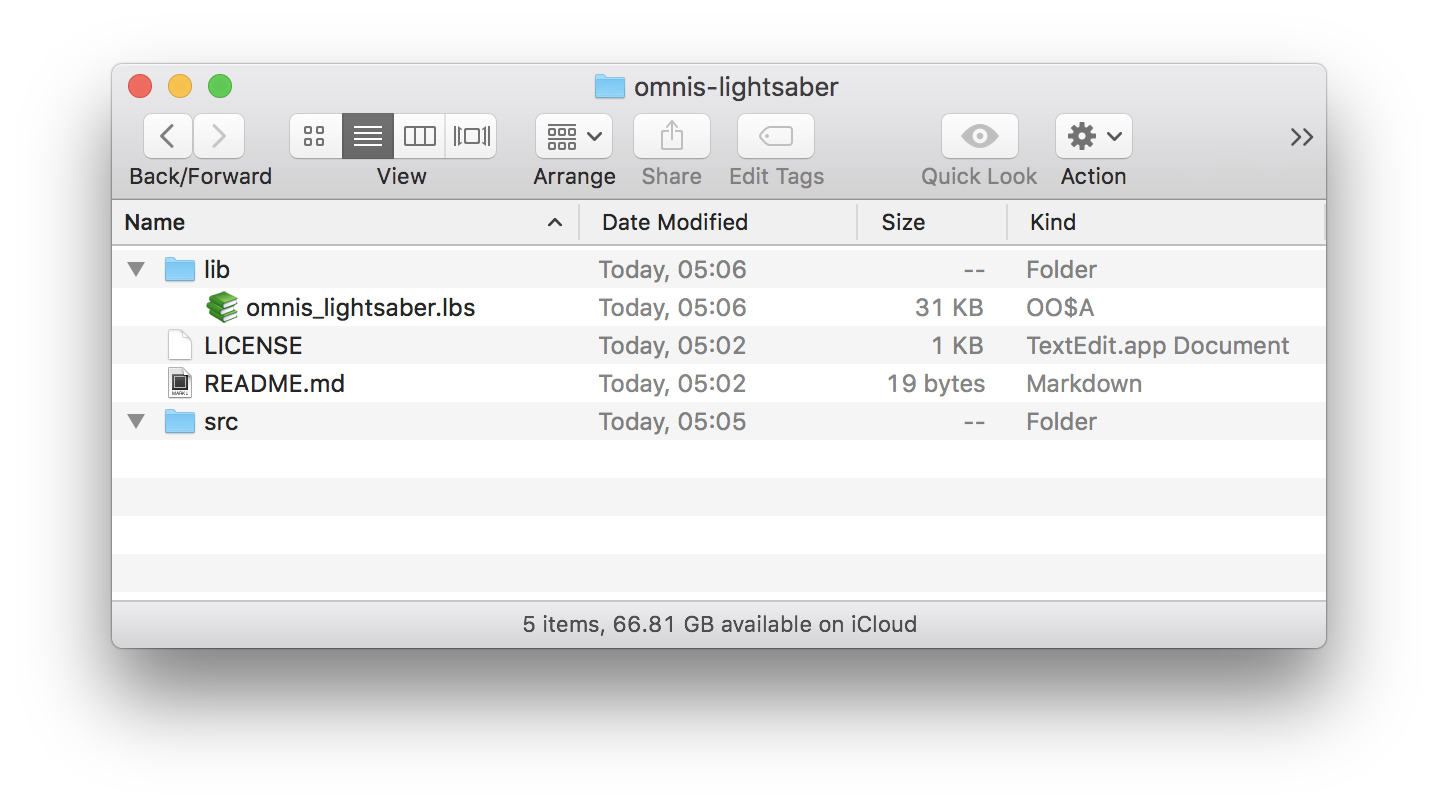 omnis-lightsaber
Back/Forward View Arrange Share Edit Tags Quick Look Action
Name Date Modified Size Kind
lib Today, 05:06 -- Folder
omnis_lightsaber.lbs Today, 05:06 31 KB OO$A
LICENSE Today, 05:02 1 KB TextEdit.app Document
README.md Today, 05:02 19 bytes Markdown
src Today, 05:05 -- Folder
5 items, 66.81 GB available on iCloud